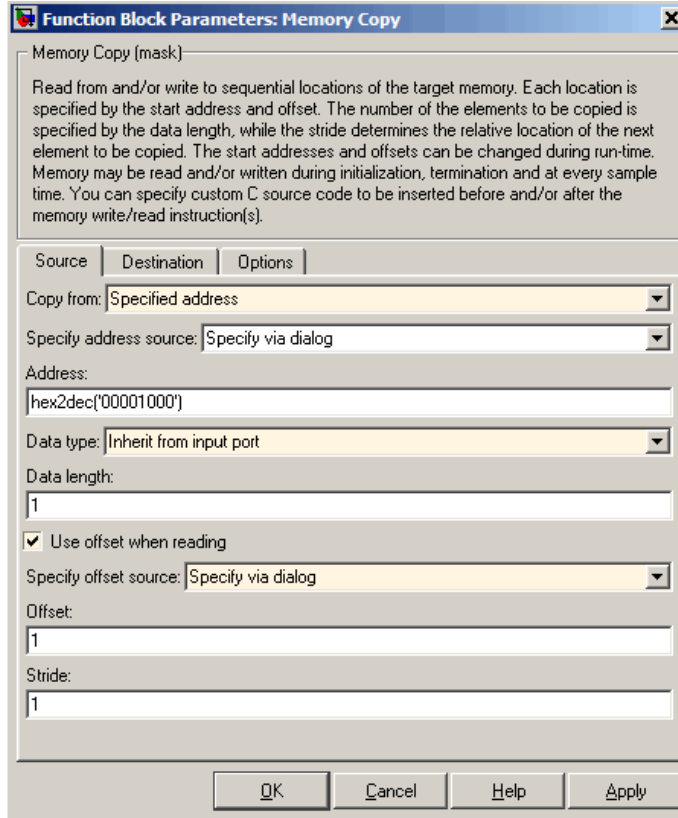 Function Block Parameters: Memory Copy
Memory Copy (mask)
Read from and/or write to sequential locations of the target memory. Each location is
specified by the start address and offset. The number of the elements to be copied is
specified by the data length, while the stride determines the relative location of the next
element to be copied. The start addresses and offsets can be changed during run-time.
Memory may be read and/or written during initialization, termination and at every sample
time. You can specify custom C source code to be inserted before and/or after the
memory write/read instruction(s).
Source Destination Options
Copy from: Specified address
Specify address source: Specify via dialog
Address:
hex2dec('00001000')
Data type: Inherit from input port
Data length:
1
Use offset when reading
Specify offset source: Specify via dialog
Offset:
1
Stride:
1
OK Cancel Help Apply